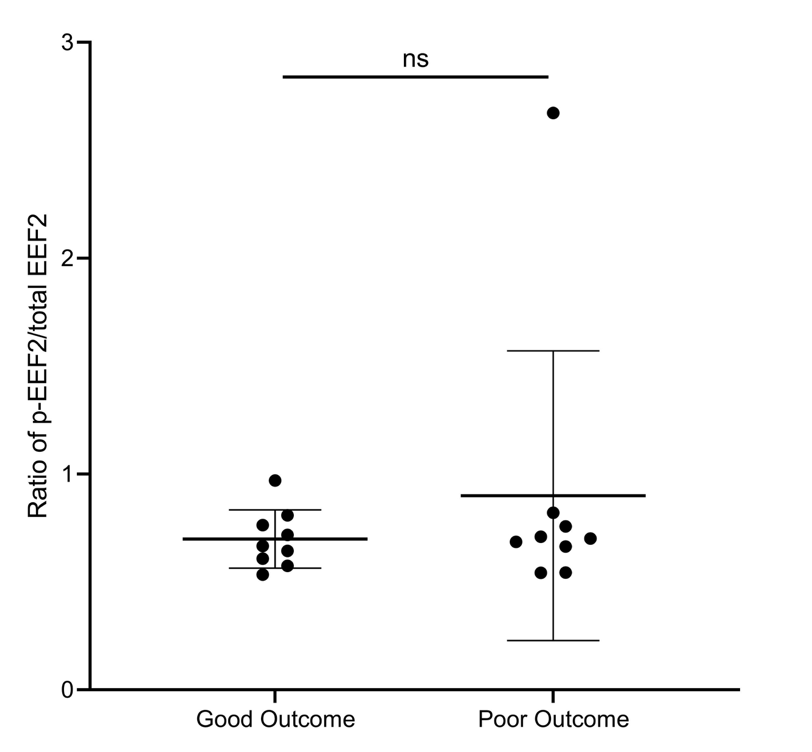 ns
Ratio of p-EEF2/total EEF2
3
2
1
0
Good Outcome
Poor Outcome